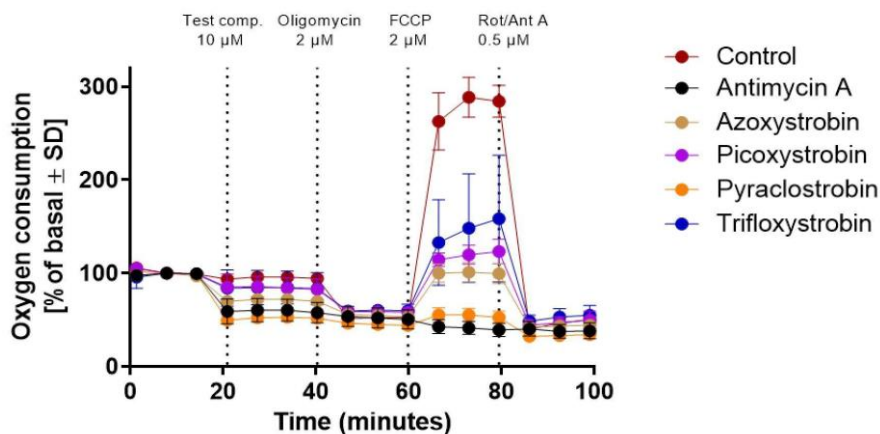 Test comp. Oligomycin FCCP Rot/Ant A
10 µM 2 µM 2 µM 0.5 µM
Control
Antimycin A
Azoxystrobin
Picoxystrobin
Pyraclostrobin
Trifloxystrobin
Oxygen consumption
[% of basal ± SD]
300
200
100
0
0 20 40 60 80 100
Time (minutes)